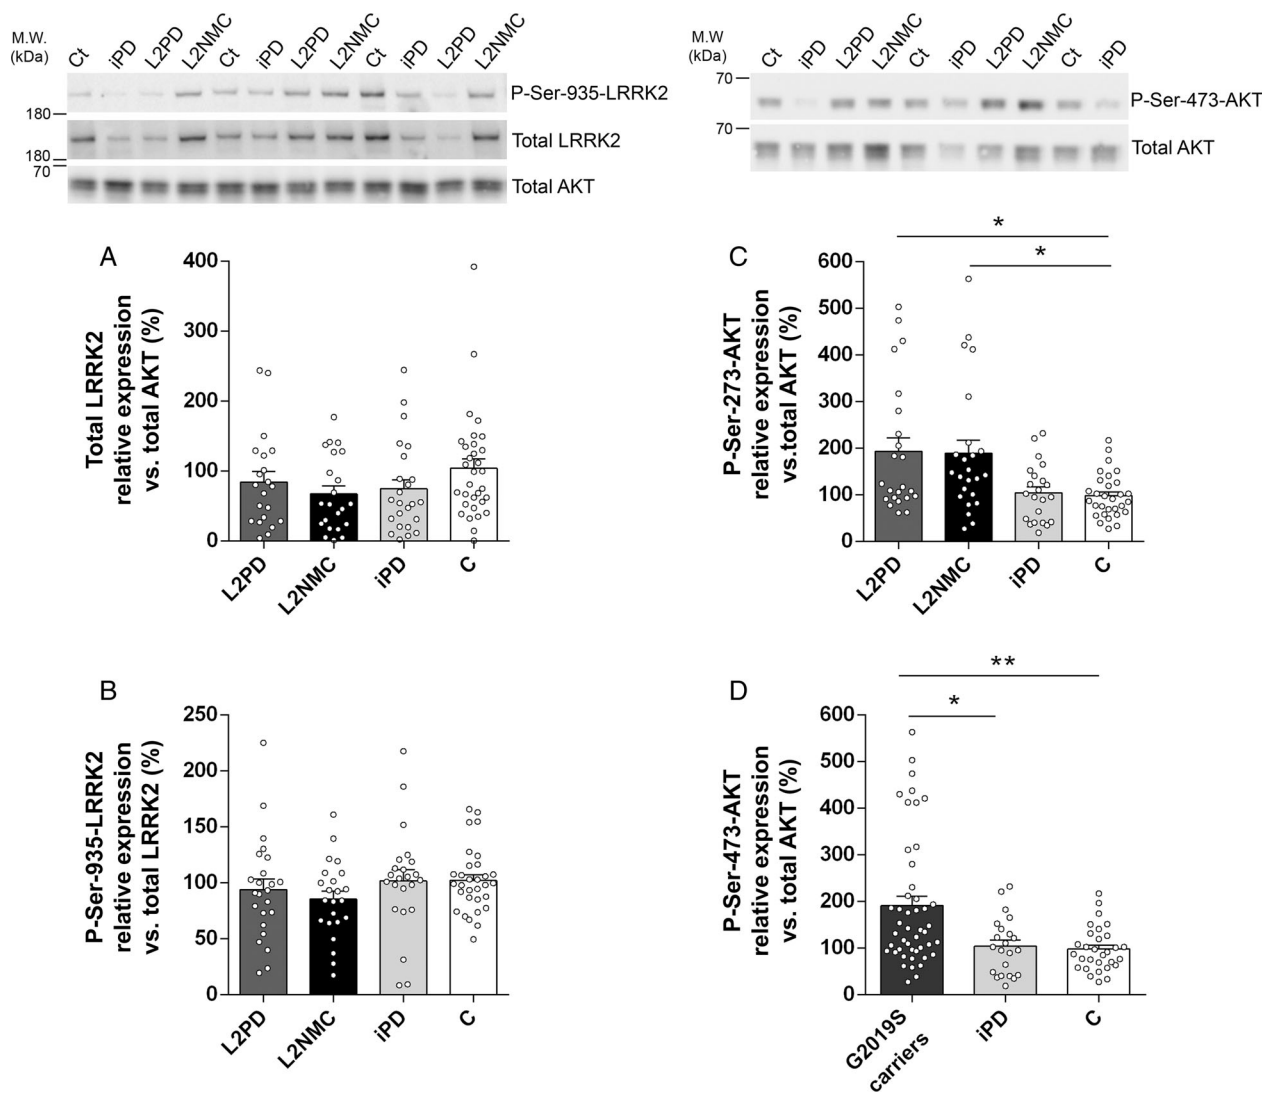 M.W.
(kDa)
Ct iPD L2PD L2NMC Ct iPD L2PD L2NMC Ct iPD L2PD L2NMC
P-Ser-935-LRRK2
180
Total LRRK2
180
70
Total AKT
M.W
(kDa)
Ct iPD L2PD L2NMC Ct iPD L2PD L2NMC Ct iPD
70
P-Ser-473-AKT
70
Total AKT
A
Total LRRK2
relative expression
vs. total AKT (%)
400
300
200
100
0
L2PD L2NMC iPD C
C
P-Ser-273-AKT
relative expression
vs.total AKT (%)
600
500
400
300
200
100
0
*
*
L2PD L2NMC iPD C
B
P-Ser-935-LRRK2
relative expression
vs. total LRRK2 (%)
250
200
150
100
50
0
L2PD L2NMC iPD C
D
P-Ser-473-AKT
relative expression
vs. total AKT (%)
600
400
300
200
100
0
**
*
G2019S
carriers
iPD C